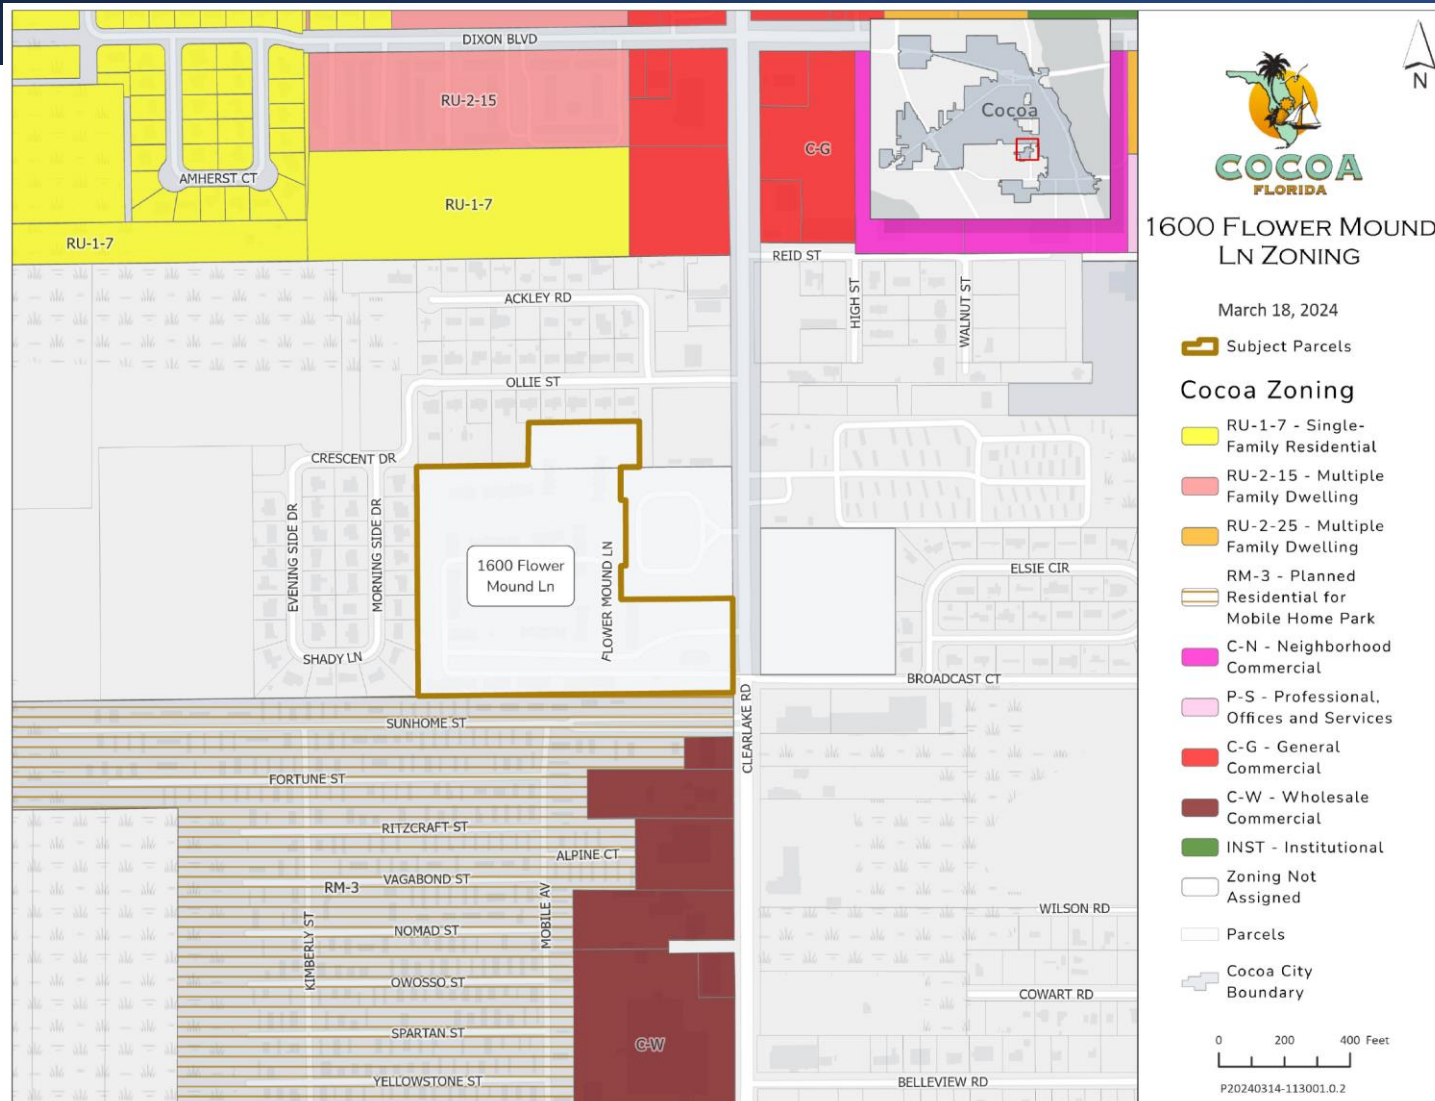 DIXON BLVD
RU-2-15
AMHERST CT
RU-1-7
RU-1-7
C-G
Cocoa
REID ST
HIGH ST
WALNUT ST
ACKLEY RD
OLLIE ST
CRESCENT DR
EVENING SIDE DR
MORNING SIDE DR
SHADY LN
1600 Flower
Mound Ln
FLOWER MOUND LN
ELSIE CIR
BROADCAST CT
CLEARLAKE RD
SUNHOME ST
FORTUNE ST
RITZCRAFT ST
ALPINE CT
VAGABOND ST
RM-3
KIMBERLY ST
MOBILE AV
NOMAD ST
OWOSSO ST
SPARTAN ST
YELLOWSTONE ST
C-W
WILSON RD
COWART RD
BELLEVIEW RD
N
COCOA
FLORIDA
1600 FLOWER MOUND
LN ZONING
March 18, 2024
Subject Parcels
Cocoa Zoning
RU-1-7 - Single-
Family Residential
RU-2-15 - Multiple
Family Dwelling
RU-2-25 - Multiple
Family Dwelling
RM-3 - Planned
Residential for
Mobile Home Park
C-N - Neighborhood
Commercial
P-S - Professional,
Offices and Services
C-G - General
Commercial
C-W - Wholesale
Commercial
INST - Institutional
Zoning Not
Assigned
Parcels
Cocoa City
Boundary
0 200 400 Feet
P20240314-113001.0.2